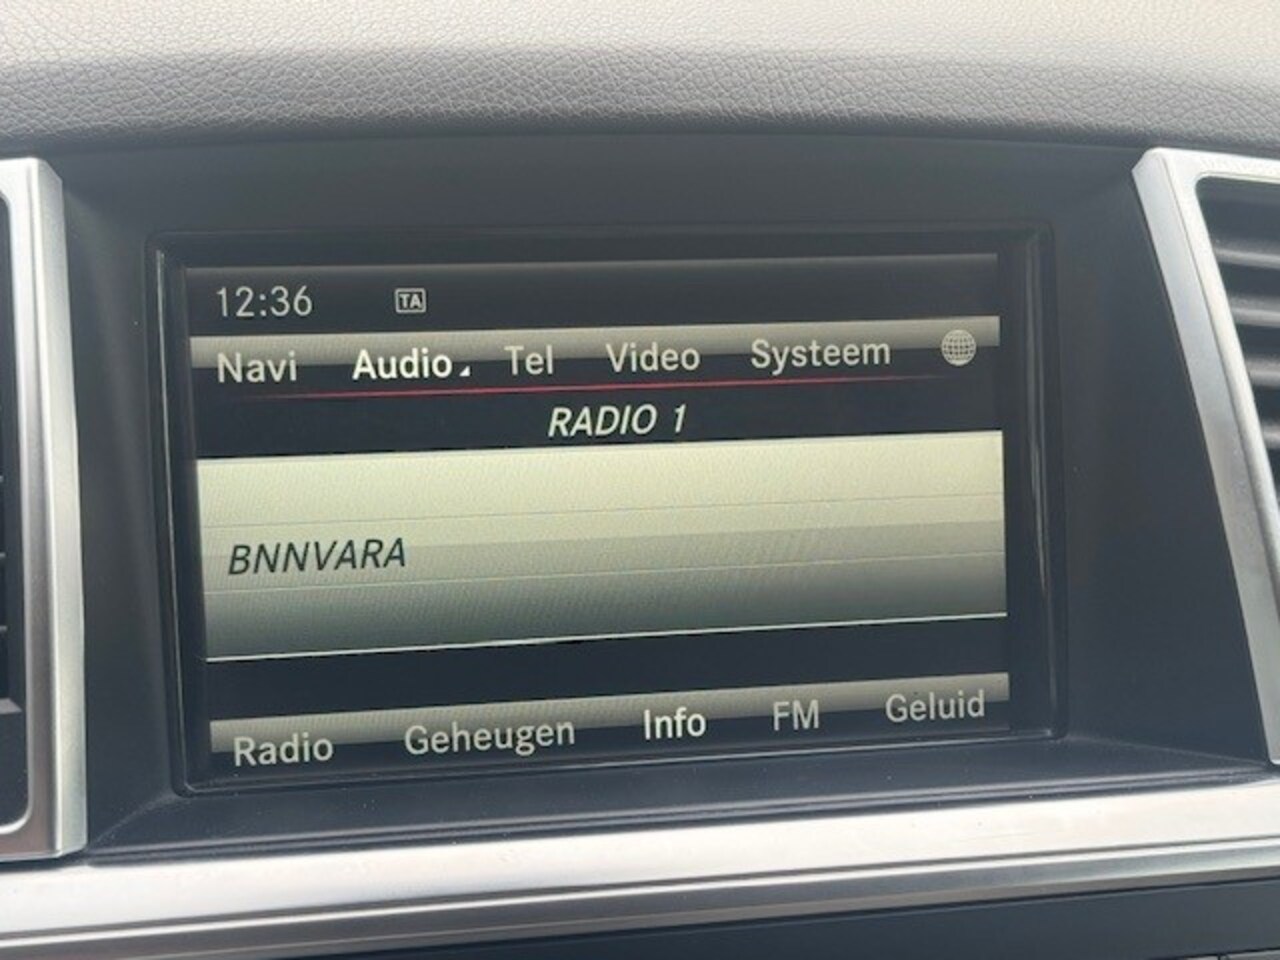 12:36 TA
Navi Audio Tel Video Systeem
RADIO 1
BNNVARA
Radio Geheugen Info FM Geluid